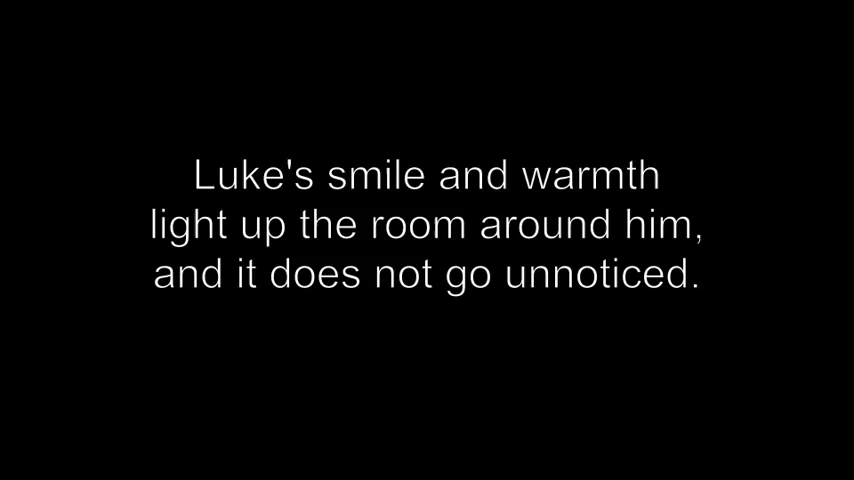 Luke's smile and warmth
light up the room around him,
and it does not go unnoticed.